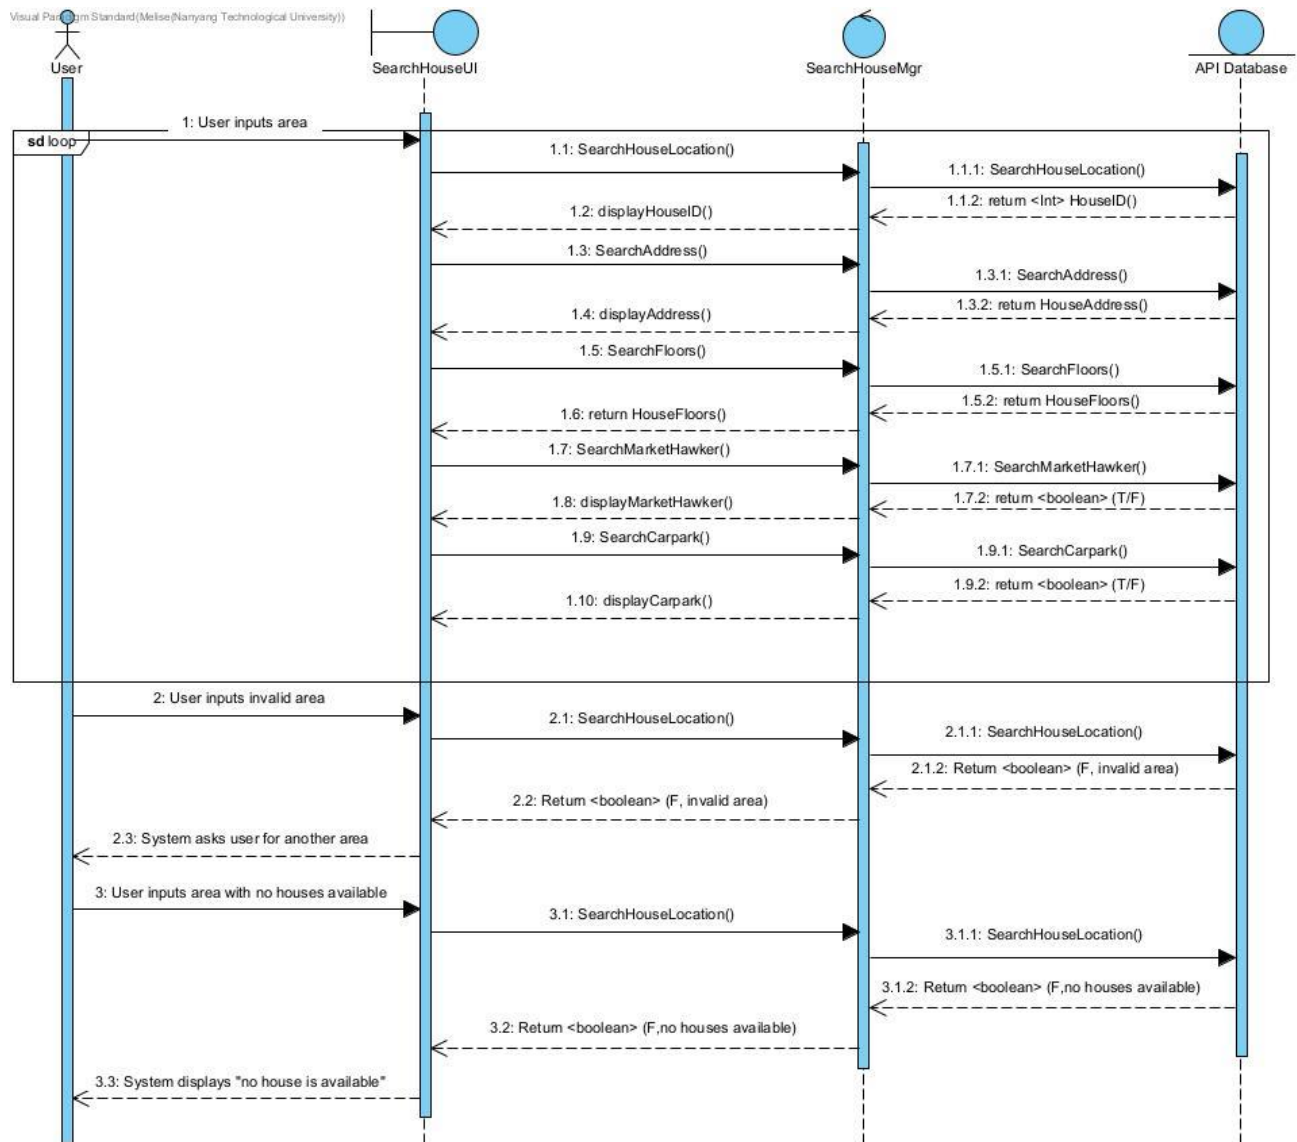 Visual Paradigm Standard(Melise(Nanyang Technological University))
User
SearchHouseUI
SearchHouseMgr
API Database
sd loop
1: User inputs area
1.1: SearchHouseLocation()
1.1.1: SearchHouseLocation()
1.1.2: return <Int> HouseID()
1.2: displayHouseID()
1.3: SearchAddress()
1.3.1: SearchAddress()
1.3.2: return HouseAddress()
1.4: displayAddress()
1.5: SearchFloors()
1.5.1: SearchFloors()
1.5.2: return HouseFloors()
1.6: return HouseFloors()
1.7: SearchMarketHawker()
1.7.1: SearchMarketHawker()
1.7.2: return <boolean> (T/F)
1.8: displayMarketHawker()
1.9: SearchCarpark()
1.9.1: SearchCarpark()
1.9.2: return <boolean> (T/F)
1.10: displayCarpark()
2: User inputs invalid area
2.1: SearchHouseLocation()
2.1.1: SearchHouseLocation()
2.1.2: Return <boolean> (F, invalid area)
2.2: Return <boolean> (F, invalid area)
2.3: System asks user for another area
3: User inputs area with no houses available
3.1: SearchHouseLocation()
3.1.1: SearchHouseLocation()
3.1.2: Return <boolean> (F,no houses available)
3.2: Return <boolean> (F,no houses available)
3.3: System displays "no house is available"